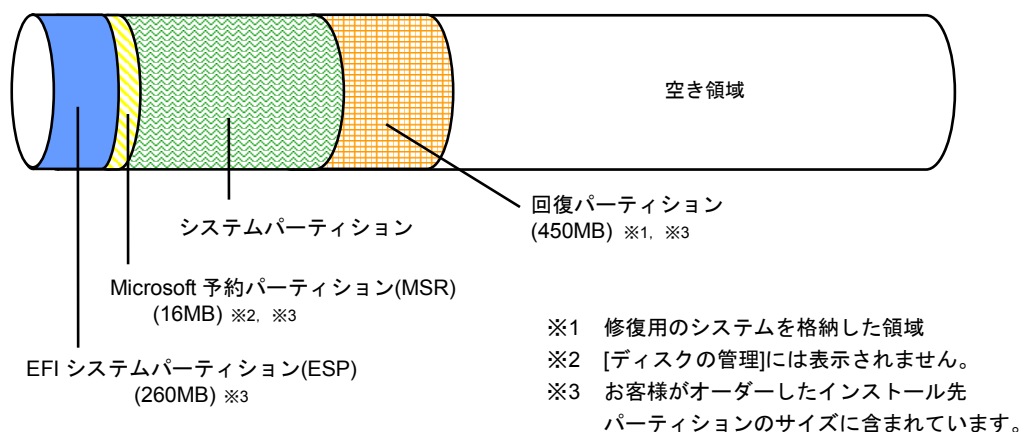 空き領域
システムパーティション
回復パーティション
(450MB) ※1, ※3
Microsoft 予約パーティション(MSR)
(16MB) ※2, ※3
EFI システムパーティション(ESP)
(260MB) ※3
※1 修復用のシステムを格納した領域
※2 [ディスクの管理]には表示されません。
※3 お客様がオーダーしたインストール先
パーティションのサイズに含まれています。